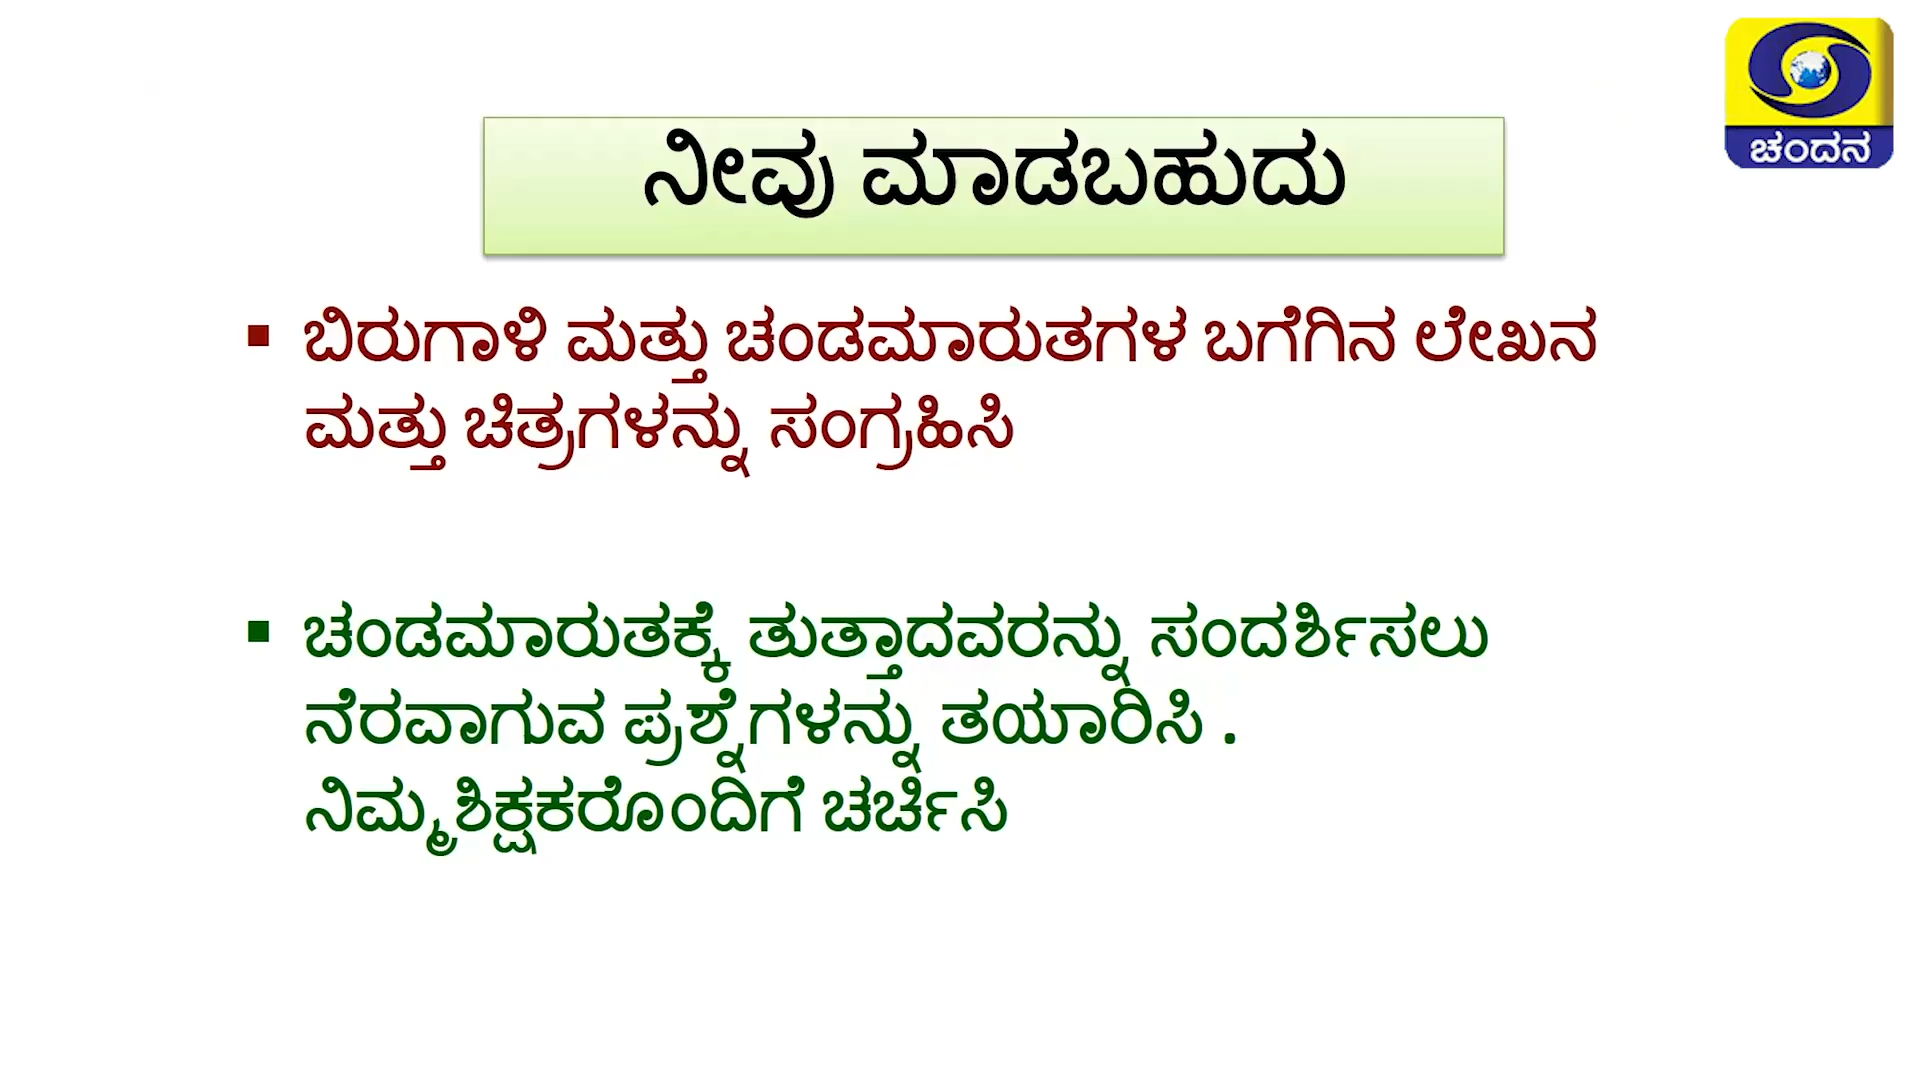 ಚಂದನ
ನೀವು ಮಾಡಬಹುದು
▪ ಬಿರುಗಾಳಿ ಮತ್ತು ಚಂಡಮಾರುತಗಳ ಬಗೆಗಿನ ಲೇಖನ
ಮತ್ತು ಚಿತ್ರಗಳನ್ನು ಸಂಗ್ರಹಿಸಿ
▪ ಚಂಡಮಾರುತಕ್ಕೆ ತುತ್ತಾದವರನ್ನು ಸಂದರ್ಶಿಸಲು
ನೆರವಾಗುವ ಪ್ರಶ್ನೆಗಳನ್ನು ತಯಾರಿಸಿ .
ನಿಮ್ಮ ಶಿಕ್ಷಕರೊಂದಿಗೆ ಚರ್ಚಿಸಿ